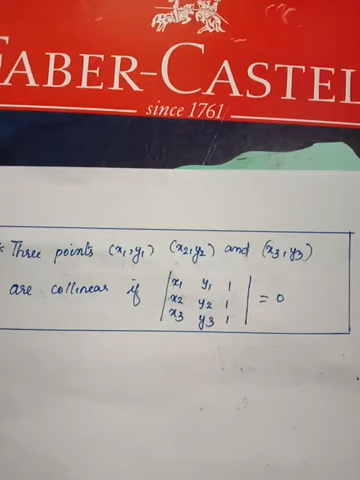 FABER-CASTEL
since 1761
* Three points (x₁,y₁) (x₂,y₂) and (x₃,y₃)
are collinear if | x₁ y₁ 1 | = 0
x₂ y₂ 1
x₃ y₃ 1